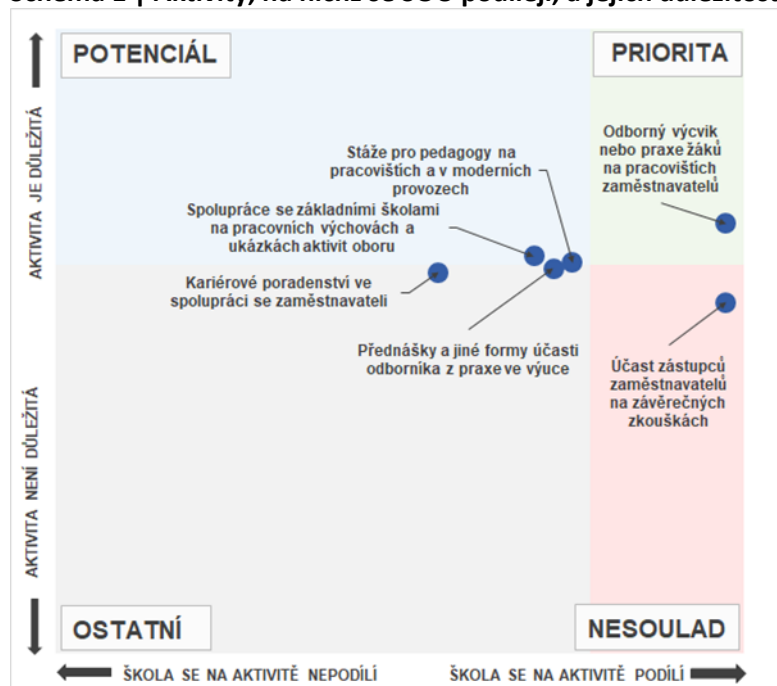 POTENCIÁL
PRIORITA
AKTIVITA JE DŮLEŽITÁ
Odborný výcvik
nebo praxe žáků
na pracovištích
zaměstnavatelů
Stáže pro pedagogy na
pracovištích a v moderních
provozech
Spolupráce se základními školami
na pracovních výchovách a
ukázkách aktivit oboru
Kariérové poradenství ve
spolupráci se zaměstnavateli
Přednášky a jiné formy účasti
odborníka z praxe ve výuce
Účast zástupců
zaměstnavatelů
na závěrečných
zkouškách
AKTIVITA NENÍ DŮLEŽITÁ
OSTATNÍ
NESOULAD
ŠKOLA SE NA AKTIVITĚ NEPODÍLÍ
ŠKOLA SE NA AKTIVITĚ PODÍLÍ